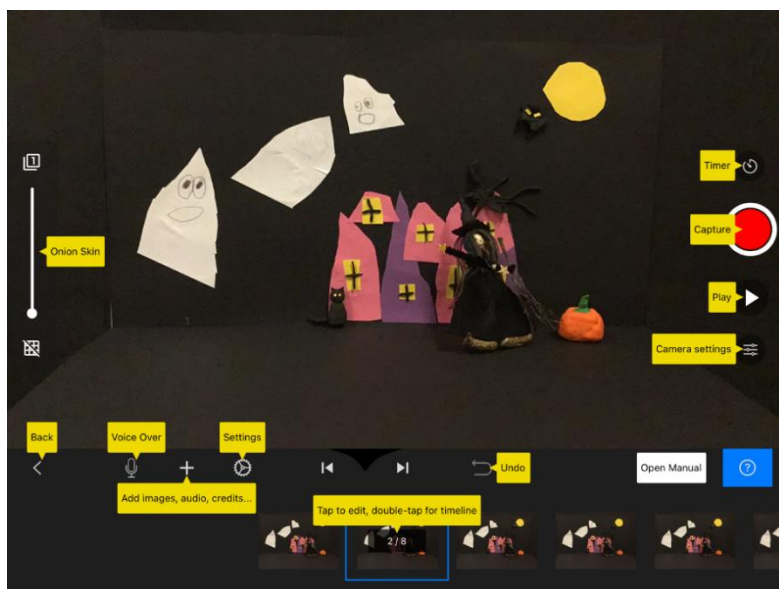 1
Timer
Capture
Onion Skin
Play
Camera settings
Back
Voice Over
Settings
Undo
Open Manual
?
Add images, audio, credits...
Tap to edit, double-tap for timeline
2 / 8